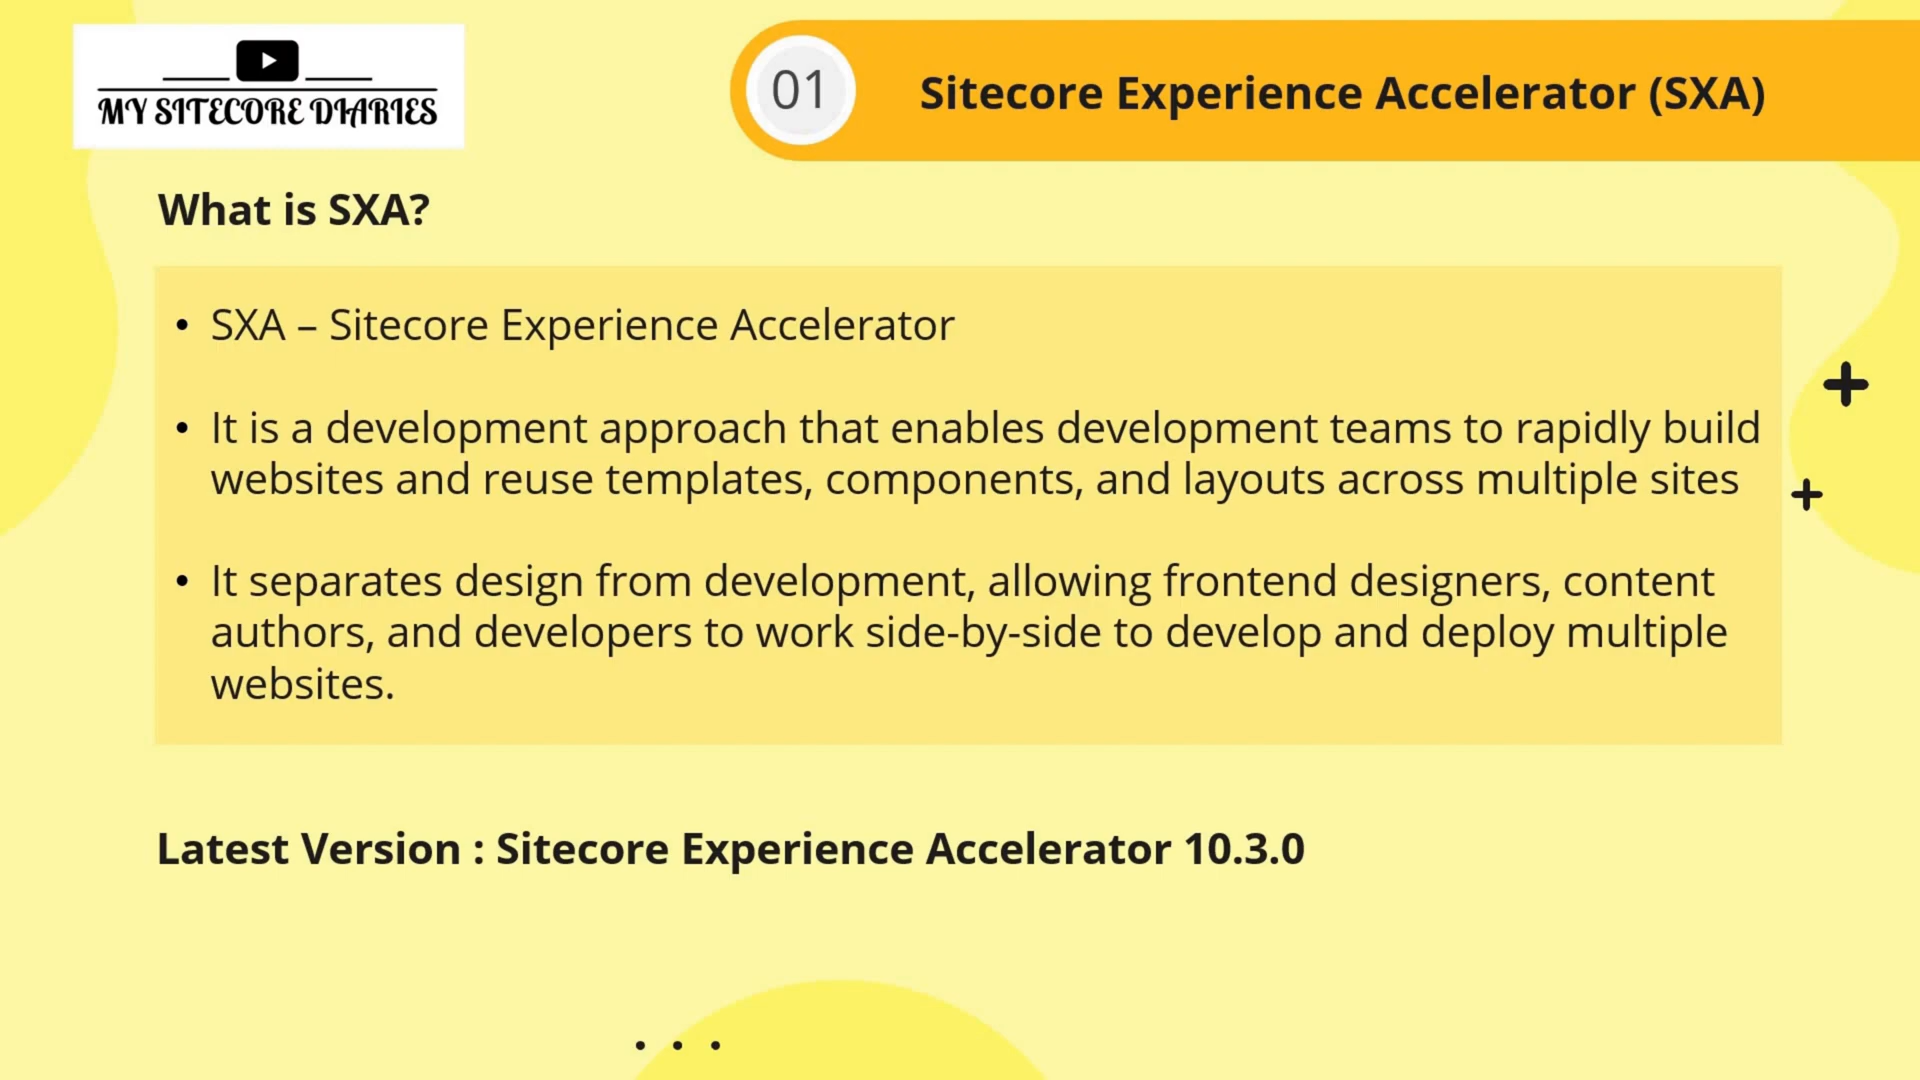 MY SITECORE DIARIES
01
Sitecore Experience Accelerator (SXA)
What is SXA?
• SXA – Sitecore Experience Accelerator
• It is a development approach that enables development teams to rapidly build
websites and reuse templates, components, and layouts across multiple sites
• It separates design from development, allowing frontend designers, content
authors, and developers to work side-by-side to develop and deploy multiple
websites.
Latest Version : Sitecore Experience Accelerator 10.3.0